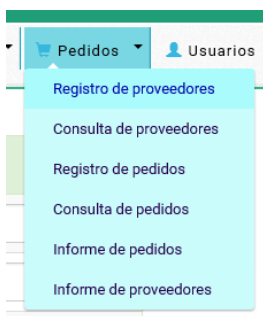 Pedidos
Usuarios
Registro de proveedores
Consulta de proveedores
Registro de pedidos
Consulta de pedidos
Informe de pedidos
Informe de proveedores